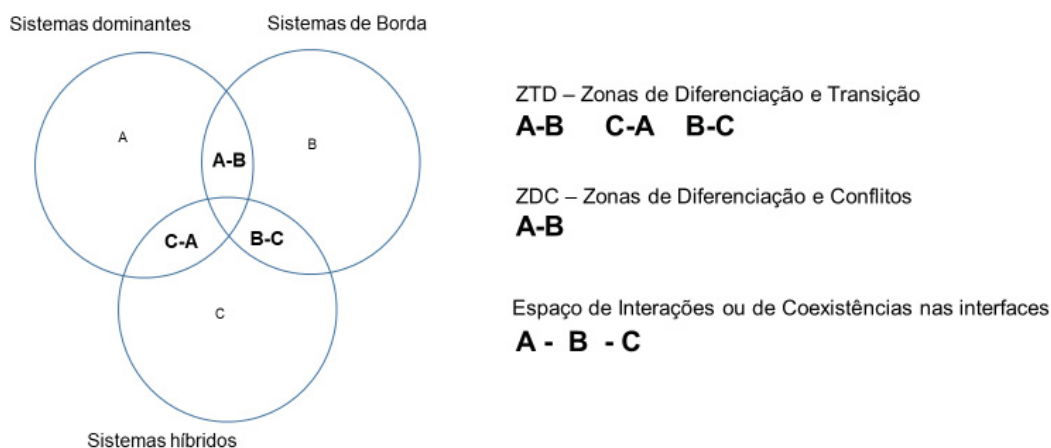 Sistemas dominantes
Sistemas de Borda
A
B
A-B
C-A
B-C
C
Sistemas híbridos
ZTD – Zonas de Diferenciação e Transição
A-B C-A B-C
ZDC – Zonas de Diferenciação e Conflitos
A-B
Espaço de Interações ou de Coexistências nas interfaces
A - B - C